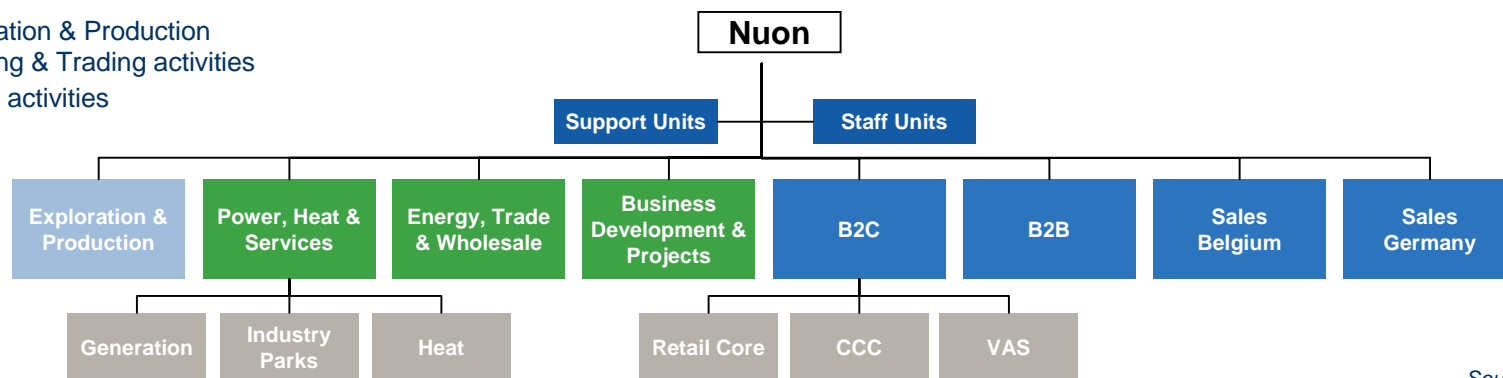 ation & Production
Nuon
ng & Trading activities
activities
Support Units
Staff Units
Exploration &
Production
Power, Heat &
Services
Energy, Trade
& Wholesale
Business
Development &
Projects
B2C
B2B
Sales
Belgium
Sales
Germany
Generation
Industry
Parks
Heat
Retail Core
CCC
VAS